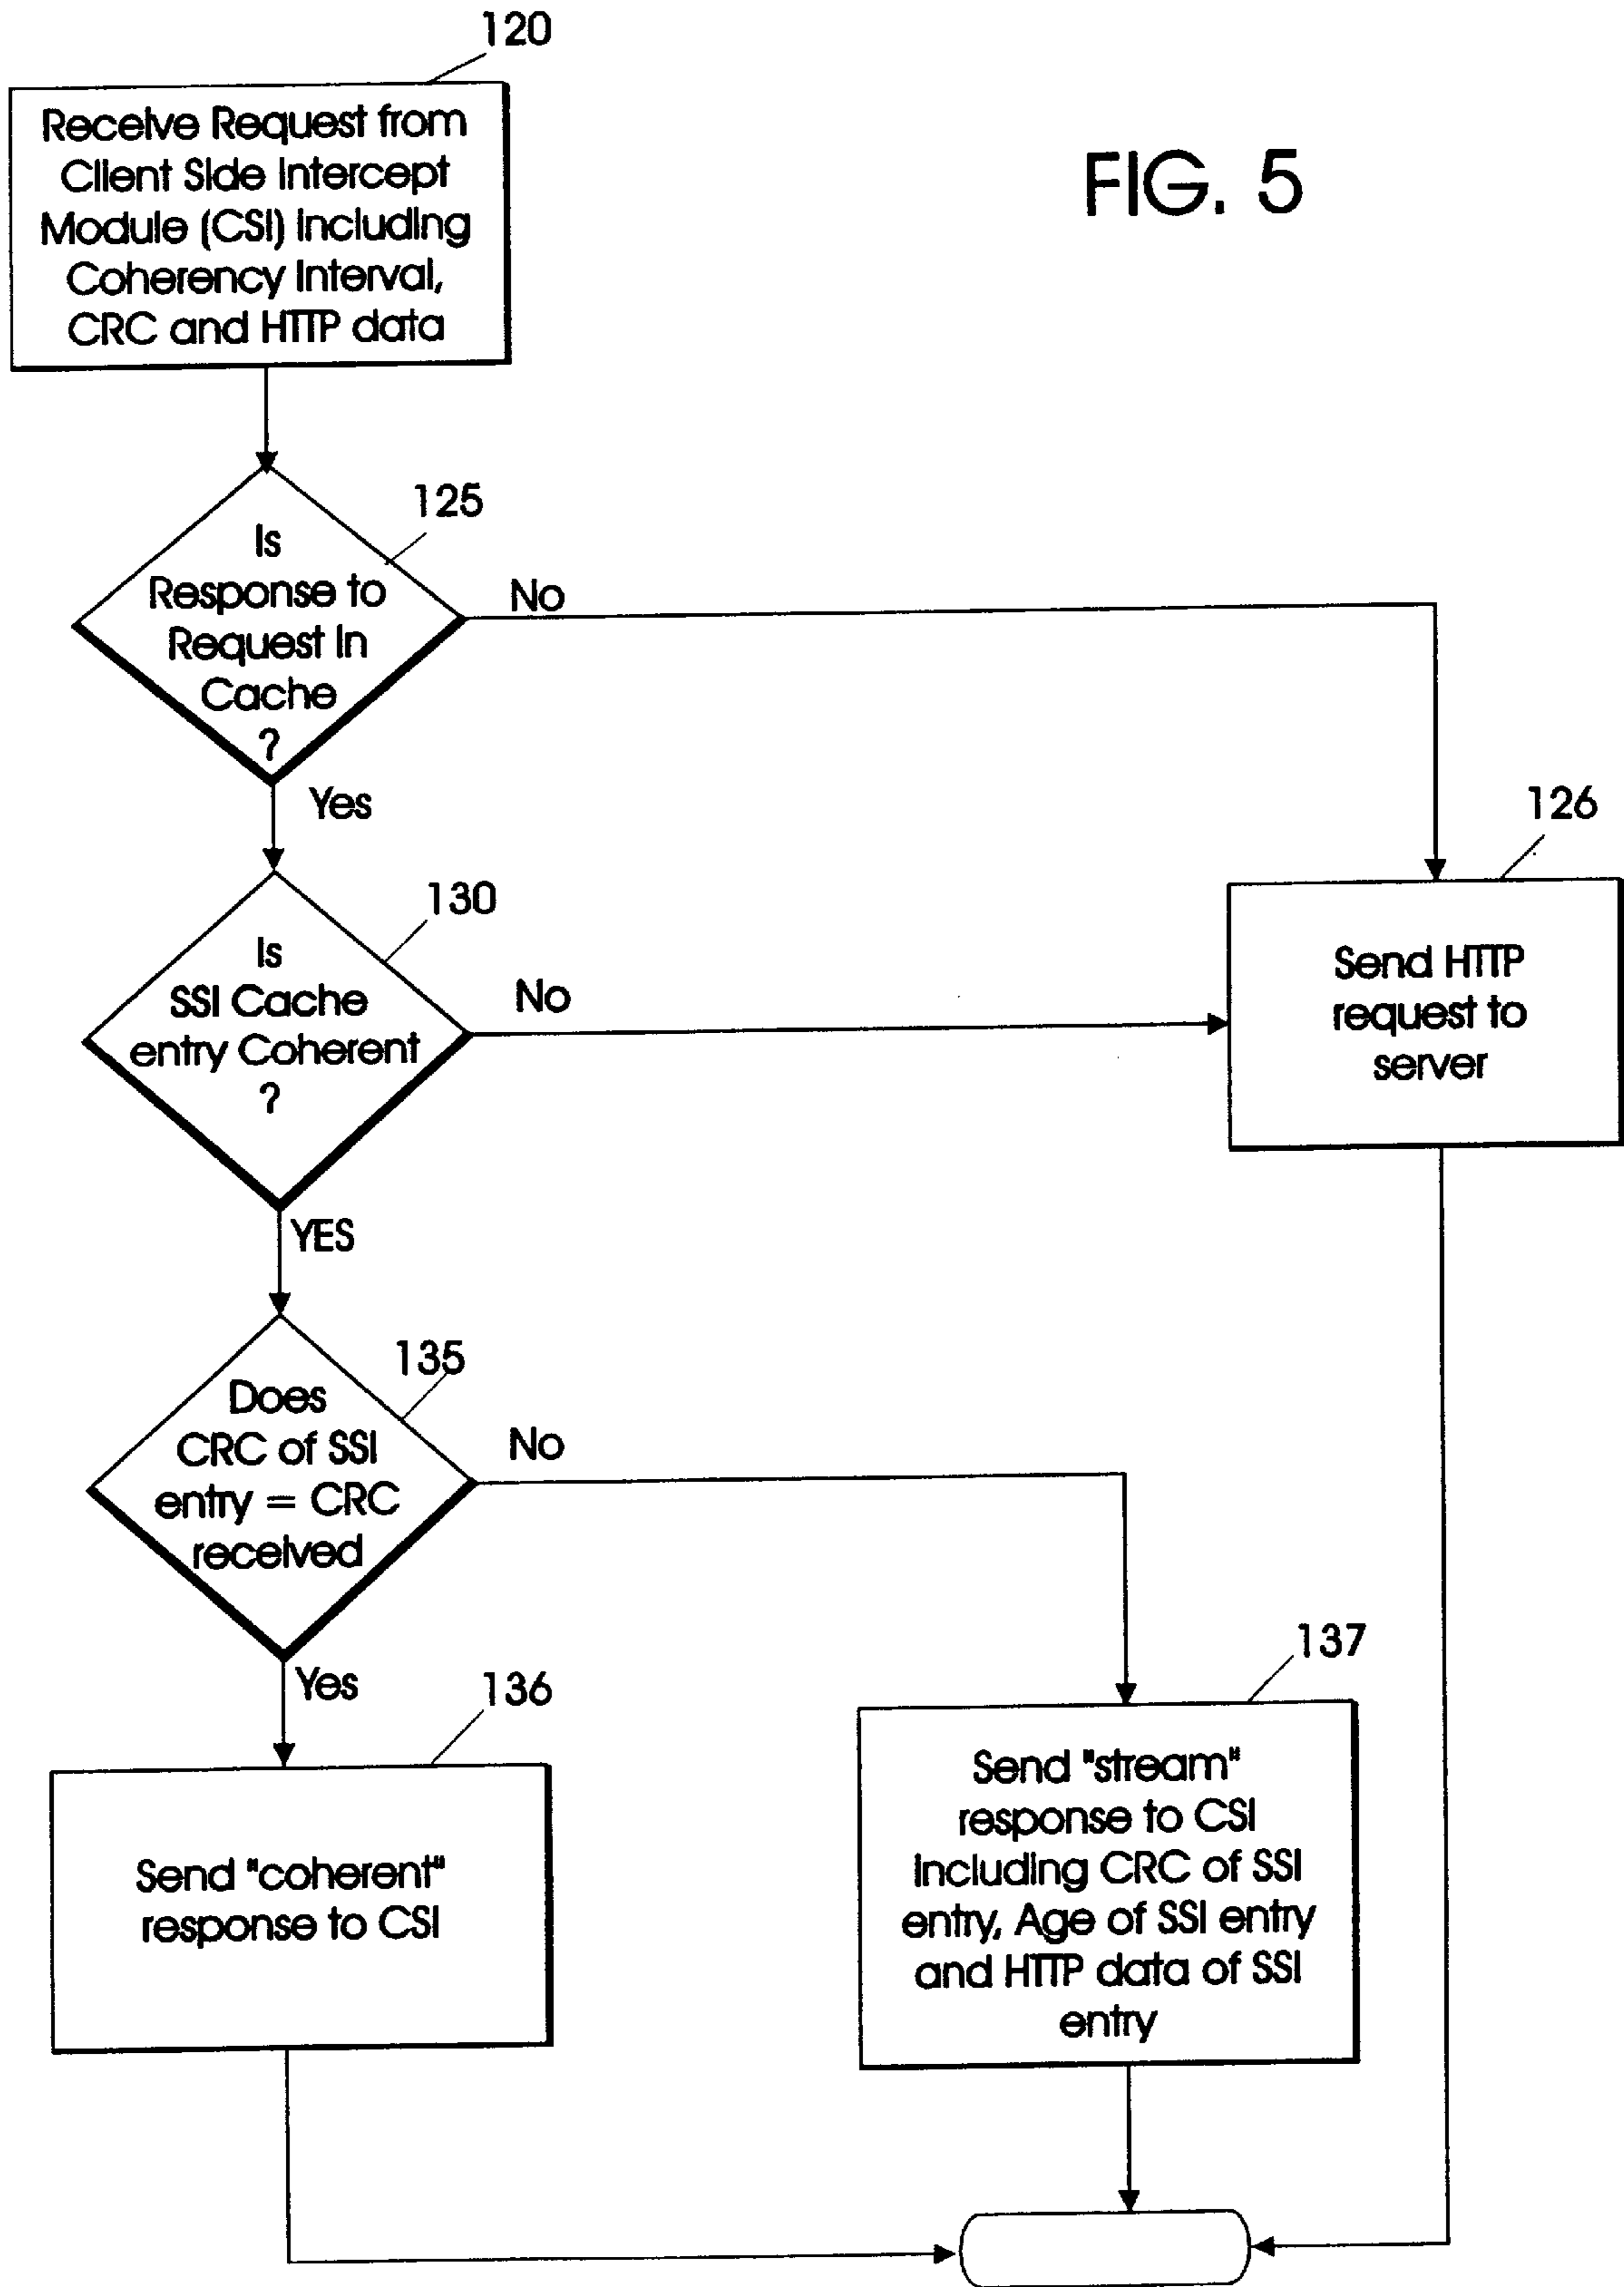 120
Receive Request from
Client Side Intercept
Module (CSI) Including
Coherency Interval,
CRC and HTTP data
FIG. 5
125
Is
Response to
Request In
Cache
?
No
Yes
126
Send HTTP
request to
server
130
Is
SSI Cache
entry Coherent
?
No
YES
135
Does
CRC of SSI
entry = CRC
received
No
Yes
136
Send "coherent"
response to CSI
137
Send "stream"
response to CSI
Including CRC of SSI
entry, Age of SSI entry
and HTTP data of SSI
entry